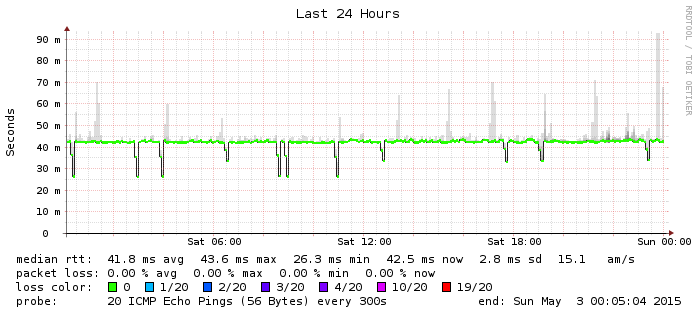 Last 24 Hours
RRDTOOL / TOBI OETIKER
Seconds
90 m
80 m
70 m
60 m
50 m
40 m
30 m
20 m
10 m
0
Sat 06:00 Sat 12:00 Sat 18:00 Sun 00:00
median rtt: 41.8 ms avg 43.6 ms max 26.3 ms min 42.5 ms now 2.8 ms sd 15.1 am/s
packet loss: 0.00 % avg 0.00 % max 0.00 % min 0.00 % now
loss color: 0 1/20 2/20 3/20 4/20 10/20 19/20
probe: 20 ICMP Echo Pings (56 Bytes) every 300s end: Sun May 3 00:05:04 2015